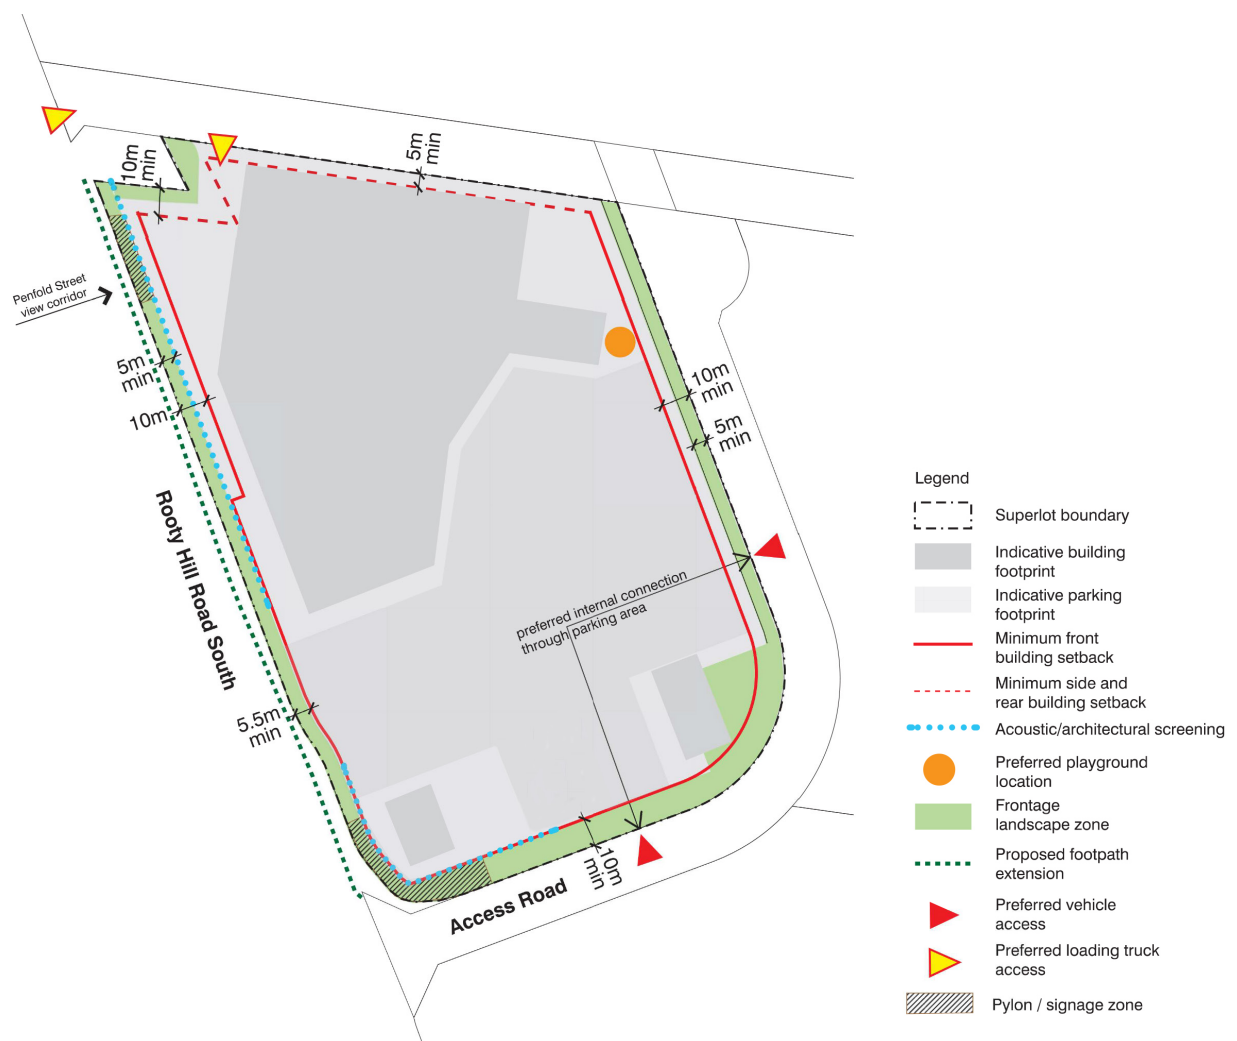 10m
min
5m
min
Penfold Street
view corridor
5m
min
10m
10m
min
5m
min
Rooty Hill Road South
preferred internal connection
through parking area
5.5m
min
10m
min
Access Road
Legend
Superlot boundary
Indicative building
footprint
Indicative parking
footprint
Minimum front
building setback
Minimum side and
rear building setback
Acoustic/architectural screening
Preferred playground
location
Frontage
landscape zone
Proposed footpath
extension
Preferred vehicle
access
Preferred loading truck
access
Pylon / signage zone